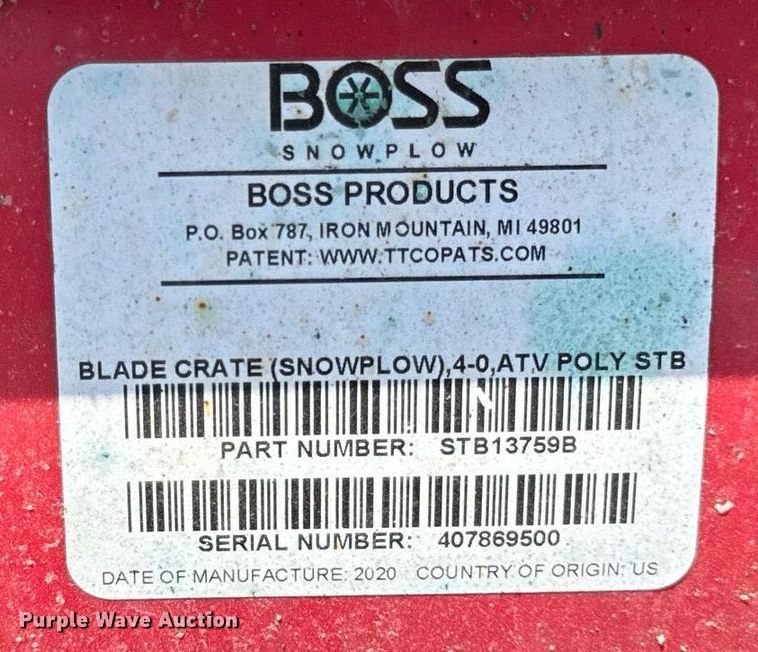 BOSS
SNOWPLOW
BOSS PRODUCTS
P.O. Box 787, IRON MOUNTAIN, MI 49801
PATENT: WWW.TTCOPATS.COM
BLADE CRATE (SNOWPLOW),4-0,ATV POLY STB
PART NUMBER: STB13759B
SERIAL NUMBER: 407869500
DATE OF MANUFACTURE: 2020 COUNTRY OF ORIGIN: US
Purple Wave Auction